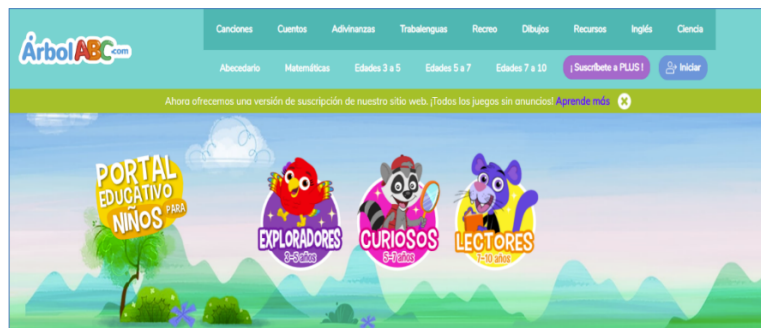 Canciones Cuentos Adivinanzas Trabalenguas Recreo Dibujos Recursos Inglés Ciencia
ÁrbolABC.com
Abecedario Matemáticas Edades 3 a 5 Edades 5 a 7 Edades 7 a 10 ¡Suscríbete a PLUS! Iniciar
Ahora ofrecemos una versión de suscripción de nuestro sitio web. ¡Todos los juegos sin anuncios! Aprende más
PORTAL
EDUCATIVO
PARA
NIÑOS
EXPLORADORES
3-5 años
CURIOSOS
5-7 años
LECTORES
7-10 años